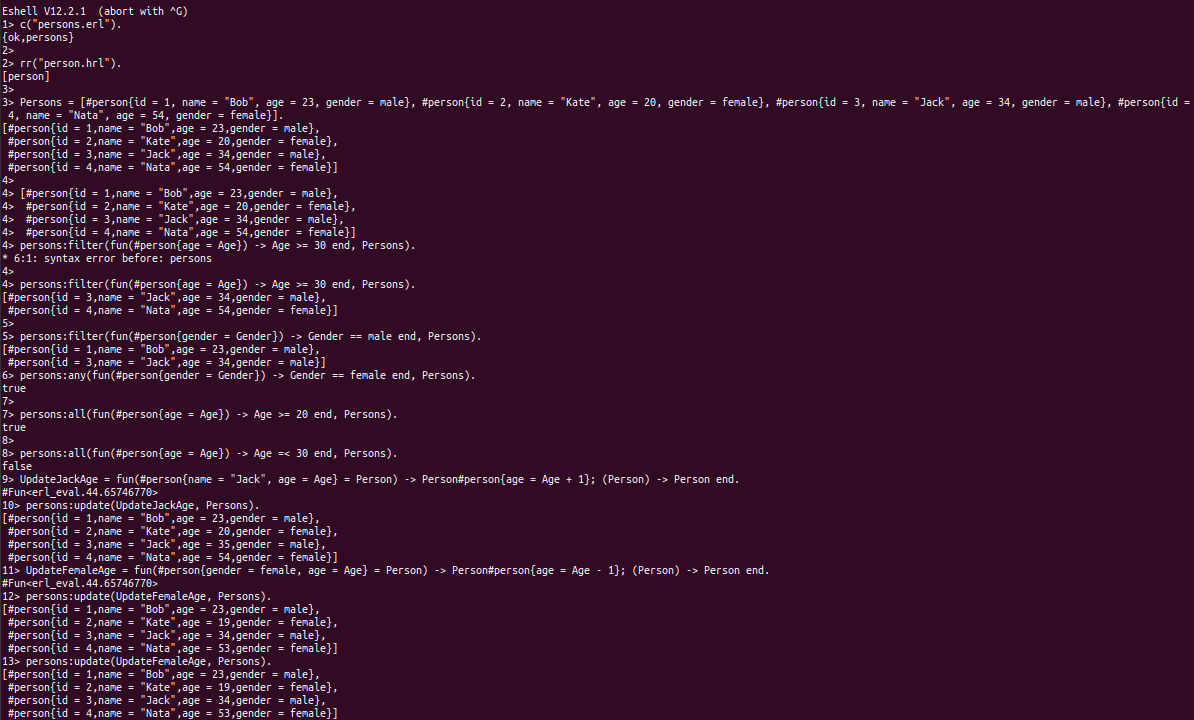 Eshell V12.2.1  (abort with ^G)
1> c("persons.erl").
{ok,persons}
2>
2> rr("person.hrl").
[person]
3>
3> Persons = [#person{id = 1, name = "Bob", age = 23, gender = male}, #person{id = 2, name = "Kate", age = 20, gender = female}, #person{id = 3, name = "Jack", age = 34, gender = male}, #person{id =
 4, name = "Nata", age = 54, gender = female}].
[#person{id = 1,name = "Bob",age = 23,gender = male},
 #person{id = 2,name = "Kate",age = 20,gender = female},
 #person{id = 3,name = "Jack",age = 34,gender = male},
 #person{id = 4,name = "Nata",age = 54,gender = female}]
4>
4> [#person{id = 1,name = "Bob",age = 23,gender = male},
4>  #person{id = 2,name = "Kate",age = 20,gender = female},
4>  #person{id = 3,name = "Jack",age = 34,gender = male},
4>  #person{id = 4,name = "Nata",age = 54,gender = female}]
4> persons:filter(fun(#person{age = Age}) -> Age >= 30 end, Persons).
* 6:1: syntax error before: persons
4>
4> persons:filter(fun(#person{age = Age}) -> Age >= 30 end, Persons).
[#person{id = 3,name = "Jack",age = 34,gender = male},
 #person{id = 4,name = "Nata",age = 54,gender = female}]
5>
5> persons:filter(fun(#person{gender = Gender}) -> Gender == male end, Persons).
[#person{id = 1,name = "Bob",age = 23,gender = male},
 #person{id = 3,name = "Jack",age = 34,gender = male}]
6> persons:any(fun(#person{gender = Gender}) -> Gender == female end, Persons).
true
7>
7> persons:all(fun(#person{age = Age}) -> Age >= 20 end, Persons).
true
8>
8> persons:all(fun(#person{age = Age}) -> Age =< 30 end, Persons).
false
9> UpdateJackAge = fun(#person{name = "Jack", age = Age} = Person) -> Person#person{age = Age + 1}; (Person) -> Person end.
#Fun<erl_eval.44.65746770>
10> persons:update(UpdateJackAge, Persons).
[#person{id = 1,name = "Bob",age = 23,gender = male},
 #person{id = 2,name = "Kate",age = 20,gender = female},
 #person{id = 3,name = "Jack",age = 35,gender = male},
 #person{id = 4,name = "Nata",age = 54,gender = female}]
11> UpdateFemaleAge = fun(#person{gender = female, age = Age} = Person) -> Person#person{age = Age - 1}; (Person) -> Person end.
#Fun<erl_eval.44.65746770>
12> persons:update(UpdateFemaleAge, Persons).
[#person{id = 1,name = "Bob",age = 23,gender = male},
 #person{id = 2,name = "Kate",age = 19,gender = female},
 #person{id = 3,name = "Jack",age = 34,gender = male},
 #person{id = 4,name = "Nata",age = 53,gender = female}]
13> persons:update(UpdateFemaleAge, Persons).
[#person{id = 1,name = "Bob",age = 23,gender = male},
 #person{id = 2,name = "Kate",age = 19,gender = female},
 #person{id = 3,name = "Jack",age = 34,gender = male},
 #person{id = 4,name = "Nata",age = 53,gender = female}]